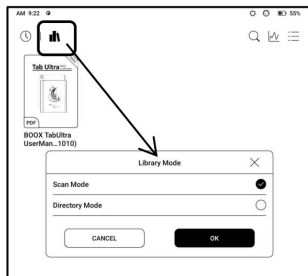 AM 9:22
55%
Tab Ultra
PDF
BOOX TabUltra
UserMan...1010)
Library Mode
Scan Mode
Directory Mode
CANCEL
OK